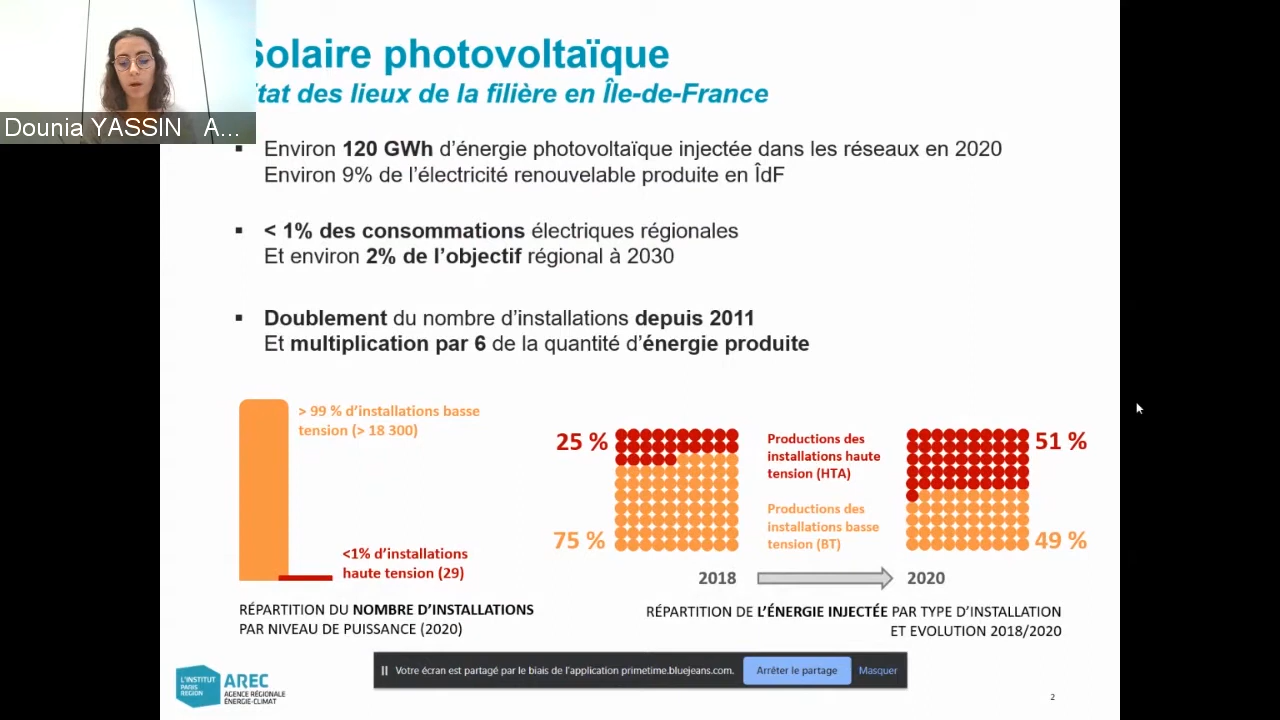 Solaire photovoltaïque
État des lieux de la filière en Île-de-France
Dounia YASSIN A...
▪ Environ 120 GWh d’énergie photovoltaïque injectée dans les réseaux en 2020
Environ 9% de l’électricité renouvelable produite en ÎdF
▪ < 1% des consommations électriques régionales
Et environ 2% de l’objectif régional à 2030
▪ Doublement du nombre d’installations depuis 2011
Et multiplication par 6 de la quantité d’énergie produite
> 99 % d’installations basse
tension (> 18 300)
<1% d’installations
haute tension (29)
RÉPARTITION DU NOMBRE D’INSTALLATIONS
PAR NIVEAU DE PUISSANCE (2020)
25 %
75 %
Productions des
installations haute
tension (HTA)
Productions des
installations basse
tension (BT)
51 %
49 %
2018
2020
RÉPARTITION DE L’ÉNERGIE INJECTÉE PAR TYPE D’INSTALLATION
ET EVOLUTION 2018/2020
Votre écran est partagé par le biais de l’application primetime.bluejeans.com.
Arrêter le partage
Masquer
L’INSTITUT
PARIS
REGION
AREC
AGENCE RÉGIONALE
ÉNERGIE-CLIMAT
2